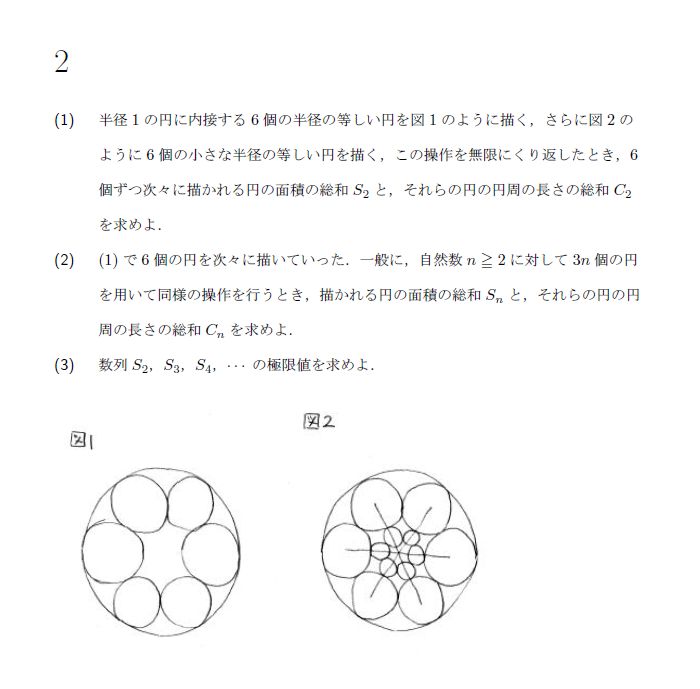 2
(1) 半径 1 の円に内接する 6 個の半径の等しい円を図 1 のように描く，さらに図 2 の
ように 6 個の小さな半径の等しい円を描く，この操作を無限にくり返したとき，6
個ずつ次々に描かれる円の面積の総和 S₂ と，それらの円の円周の長さの総和 C₂
を求めよ．
(2) (1) で 6 個の円を次々に描いていった．一般に，自然数 n ≧ 2 に対して 3n 個の円
を用いて同様の操作を行うとき，描かれる円の面積の総和 Sₙ と，それらの円の円
周の長さの総和 Cₙ を求めよ．
(3) 数列 S₂，S₃，S₄，⋯ の極限値を求めよ．
図1
図2